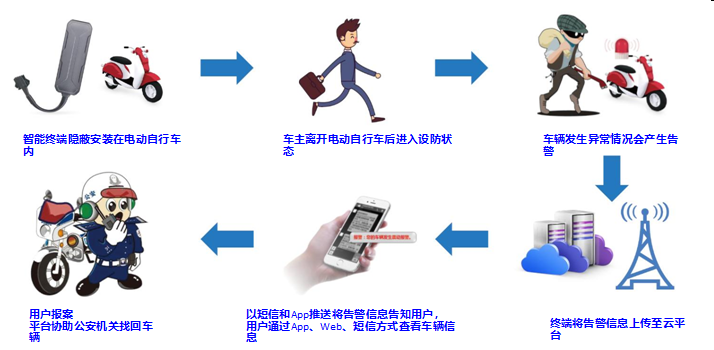 智能终端隐蔽安装在电动自行车
内
车主离开电动自行车后进入设防状
态
车辆发生异常情况会产生告
警
公安
用户报案
平台协助公安机关找回车
辆
以短信和App推送将告警信息告知用户，
用户通过App、Web、短信方式查看车辆信
息
终端将告警信息上传至云平
台